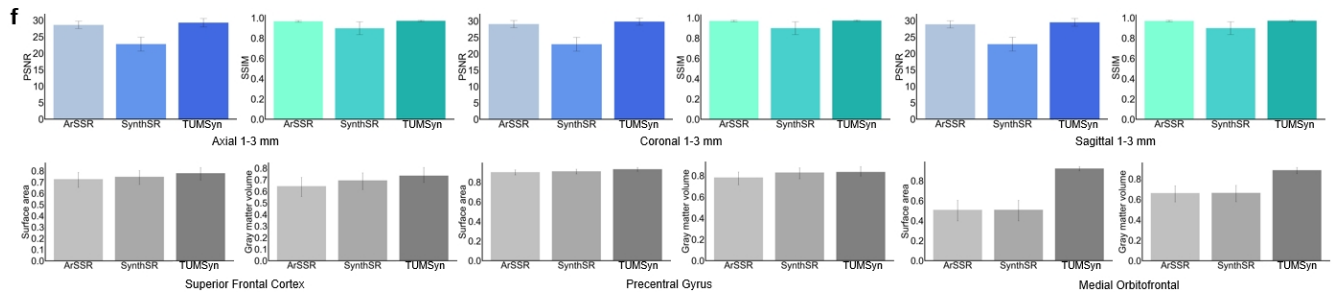 f
PSNR
30
25
20
15
10
5
0
ArSSR SynthSR TUMSyn
SSIM
1.0
0.8
0.6
0.4
0.2
0.0
ArSSR SynthSR TUMSyn
Axial 1-3 mm
PSNR
30
25
20
15
10
5
0
ArSSR SynthSR TUMSyn
SSIM
1.0
0.8
0.6
0.4
0.2
0.0
ArSSR SynthSR TUMSyn
Coronal 1-3 mm
PSNR
30
25
20
15
10
5
0
ArSSR SynthSR TUMSyn
SSIM
1.0
0.8
0.6
0.4
0.2
0.0
ArSSR SynthSR TUMSyn
Sagittal 1-3 mm
Surface area
0.8
0.7
0.6
0.5
0.4
0.3
0.2
0.1
0.0
ArSSR SynthSR TUMSyn
Gray matter volume
0.8
0.7
0.6
0.5
0.4
0.3
0.2
0.1
0.0
ArSSR SynthSR TUMSyn
Superior Frontal Cortex
Surface area
0.8
0.6
0.4
0.2
0.0
ArSSR SynthSR TUMSyn
Gray matter volume
0.8
0.6
0.4
0.2
0.0
ArSSR SynthSR TUMSyn
Precentral Gyrus
Surface area
0.8
0.6
0.4
0.2
0.0
ArSSR SynthSR TUMSyn
Gray matter volume
0.8
0.6
0.4
0.2
0.0
ArSSR SynthSR TUMSyn
Medial Orbitofrontal